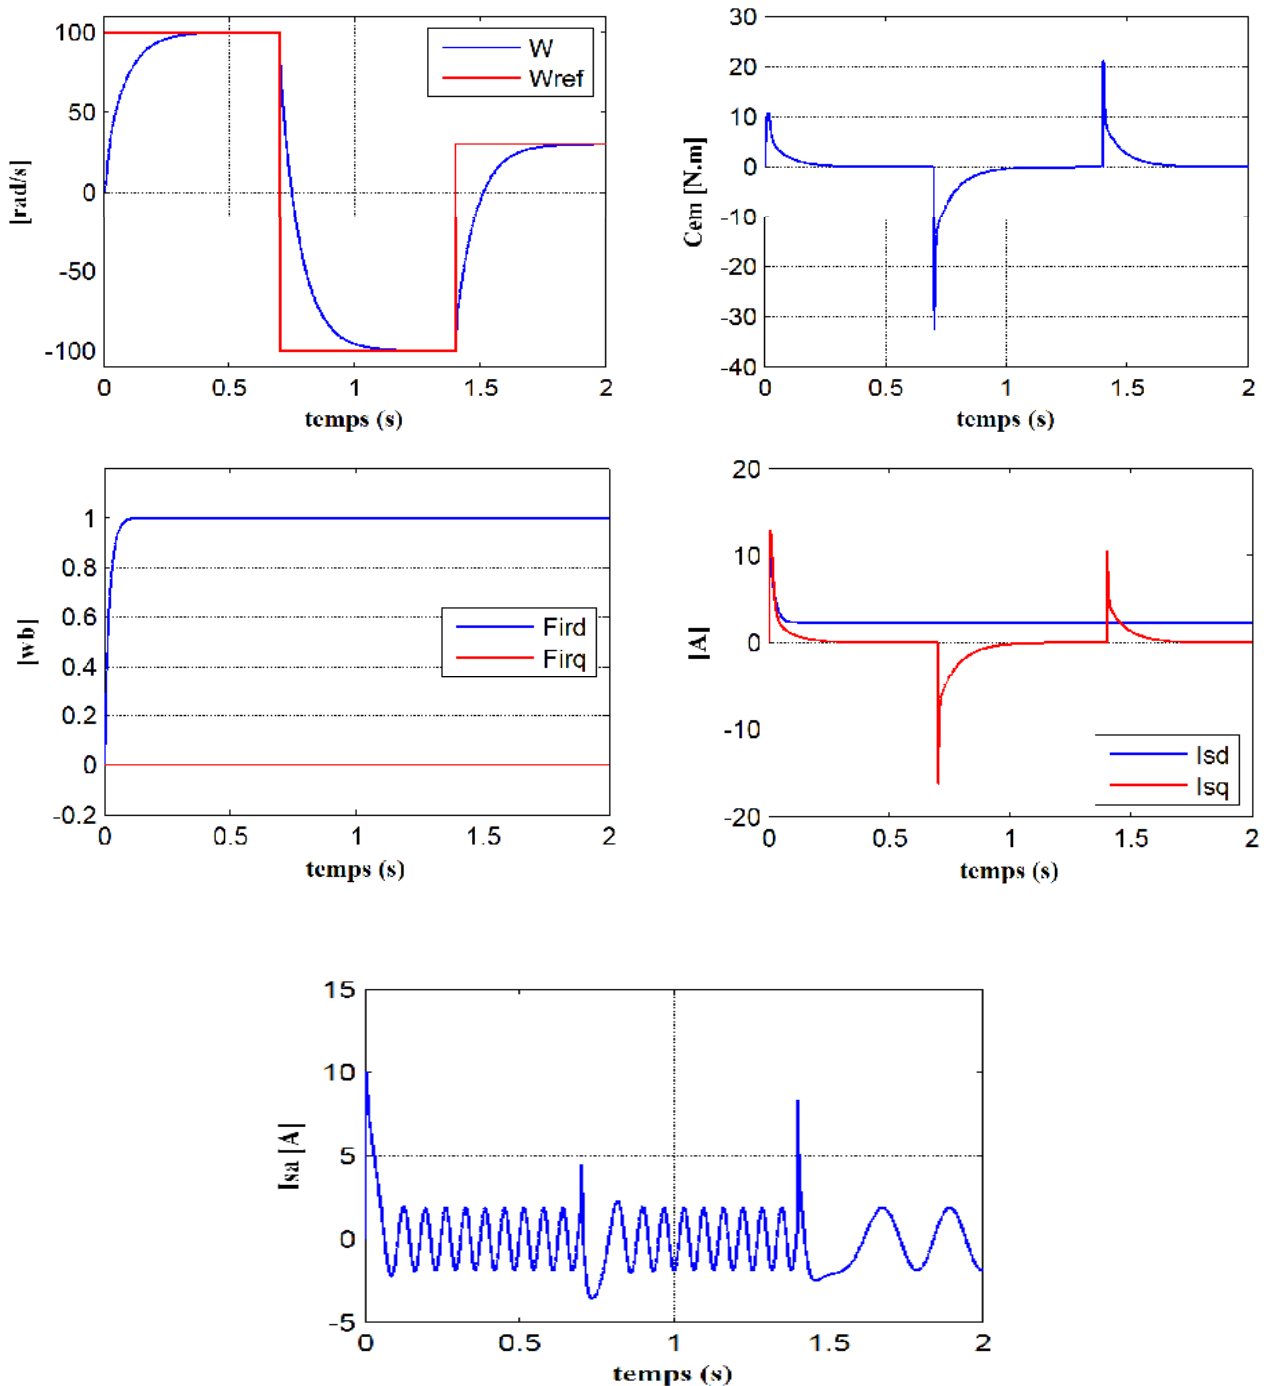 100
50
0
-50
-100
[rad/s]
W
Wref
0 0.5 1 1.5 2
temps (s)
30
20
10
0
-10
-20
-30
-40
Cem [N.m]
0 0.5 1 1.5 2
temps (s)
1
0.8
0.6
0.4
0.2
0
-0.2
[wb]
Fird
Firq
0 0.5 1 1.5 2
temps (s)
20
10
0
-10
-20
[A]
Isd
Isq
0 0.5 1 1.5 2
temps (s)
15
10
5
0
-5
Isa [A]
0 0.5 1 1.5 2
temps (s)